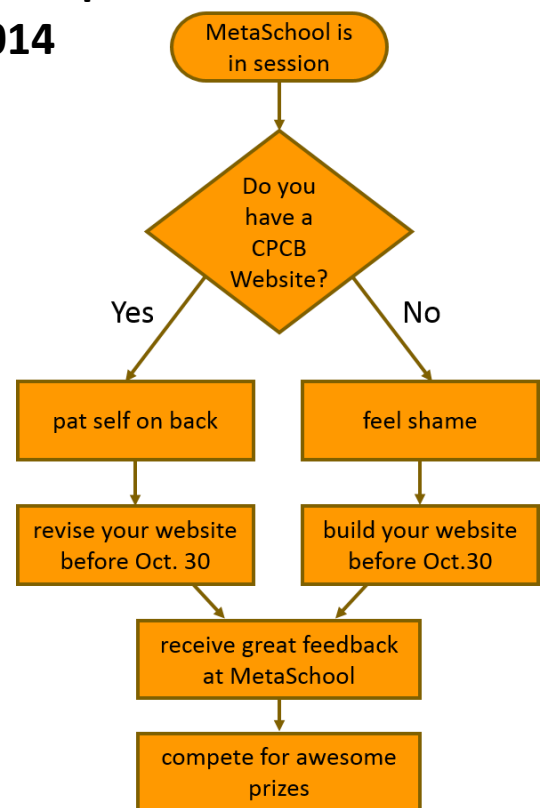 014
MetaSchool is
in session
Do you
have a
CPCB
Website?
Yes
No
pat self on back
feel shame
revise your website
before Oct. 30
build your website
before Oct.30
receive great feedback
at MetaSchool
compete for awesome
prizes